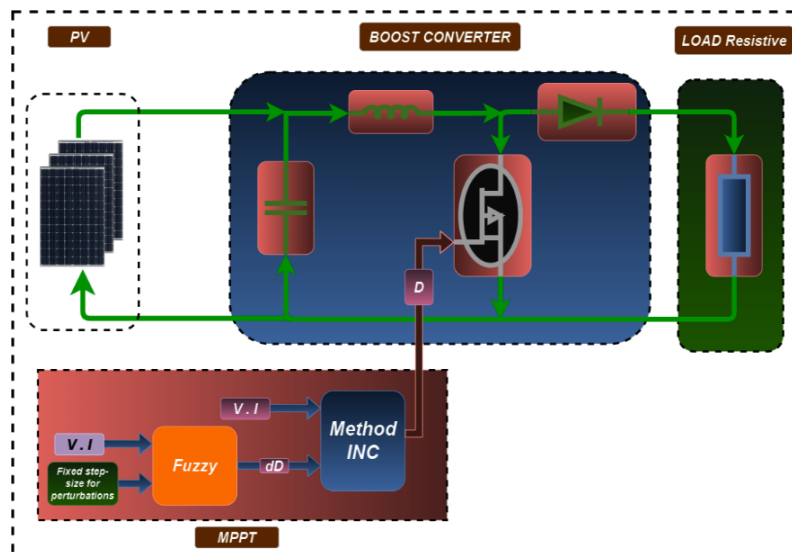 PV
BOOST CONVERTER
LOAD Resistive
D
V . I
Method
INC
V . I
Fuzzy
dD
Fixed step-
size for
perturbations
MPPT